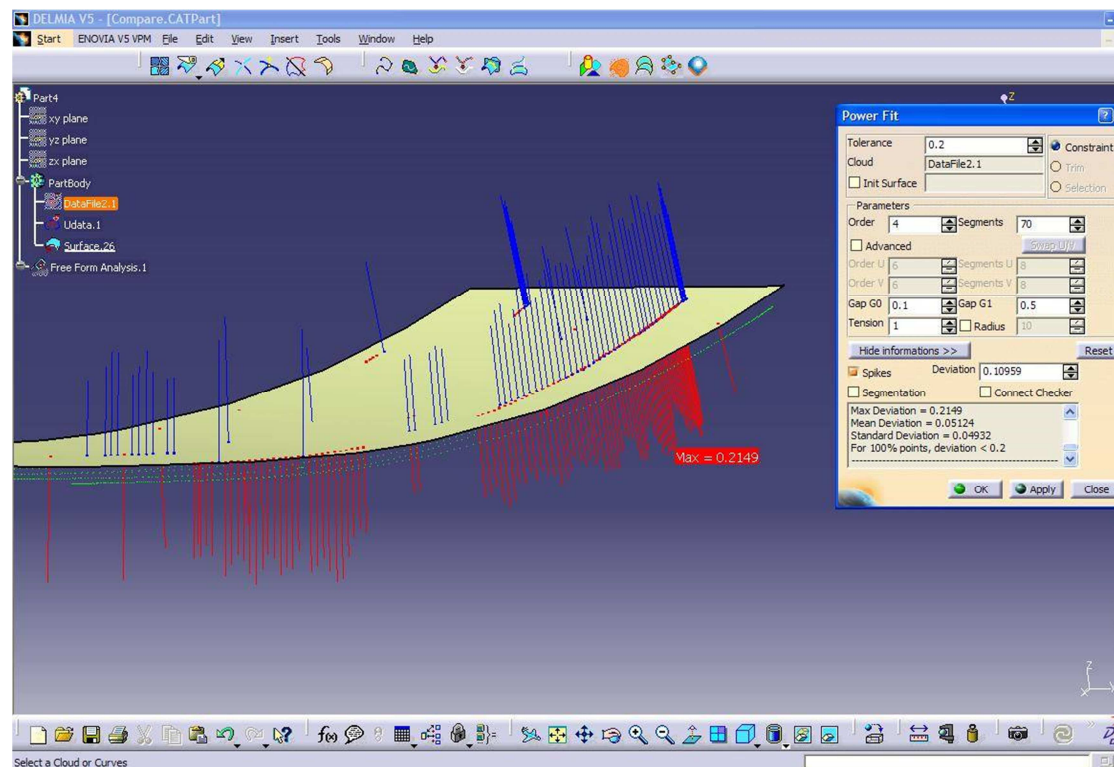 DELMIA V5 - [Compare.CATPart]
Start ENOVIA V5 VPM File Edit View Insert Tools Window Help
Part4
xy plane
yz plane
zx plane
PartBody
DataFile2.1
Udata.1
Surface.26
Free Form Analysis.1
Z
Max = 0.2149
Power Fit ?
Tolerance 0.2 Constraint
Cloud DataFile2.1 Trim
Init Surface Selection
Parameters
Order 4 Segments 70
Advanced Swap U/V
Order U 6 Segments U 8
Order V 6 Segments V 8
Gap G0 0.1 Gap G1 0.5
Tension 1 Radius 10
Hide informations >> Reset
Spikes Deviation 0.10959
Segmentation Connect Checker
Max Deviation = 0.2149
Mean Deviation = 0.05124
Standard Deviation = 0.04932
For 100% points, deviation < 0.2
OK Apply Close
z
x
f(x)
Select a Cloud or Curves